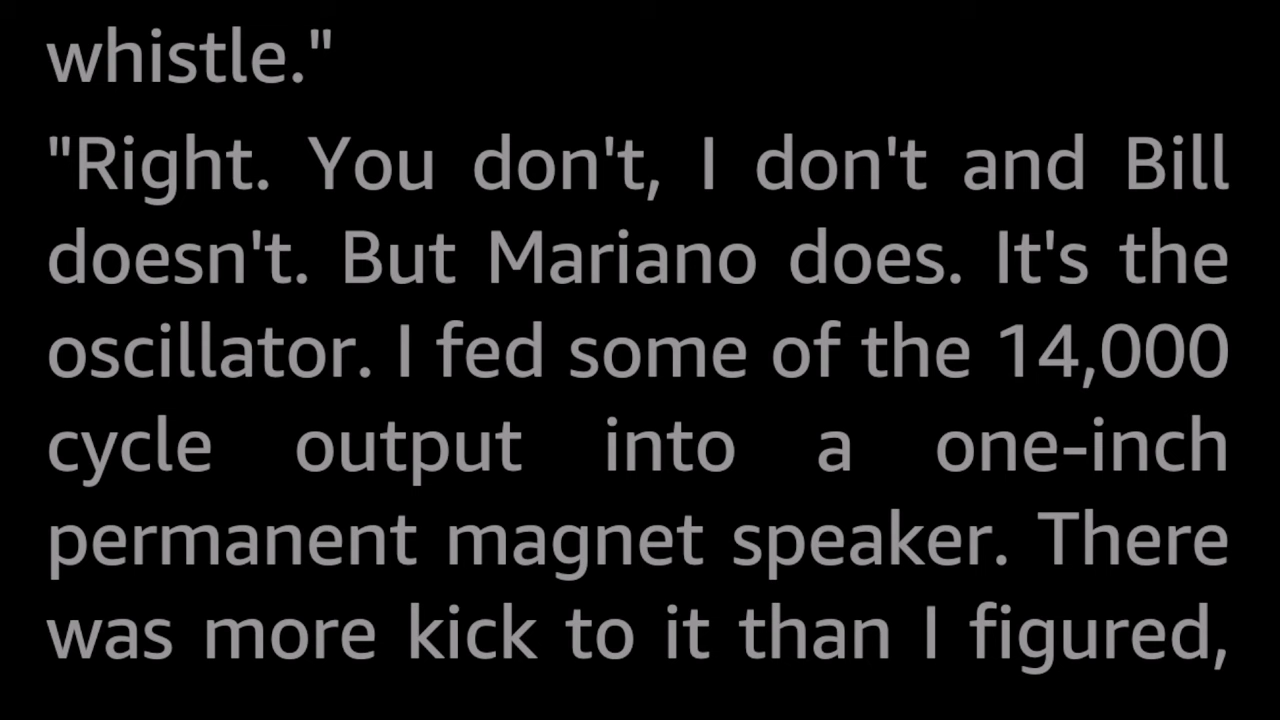 whistle."
"Right. You don't, I don't and Bill
doesn't. But Mariano does. It's the
oscillator. I fed some of the 14,000
cycle output into a one-inch
permanent magnet speaker. There
was more kick to it than I figured,